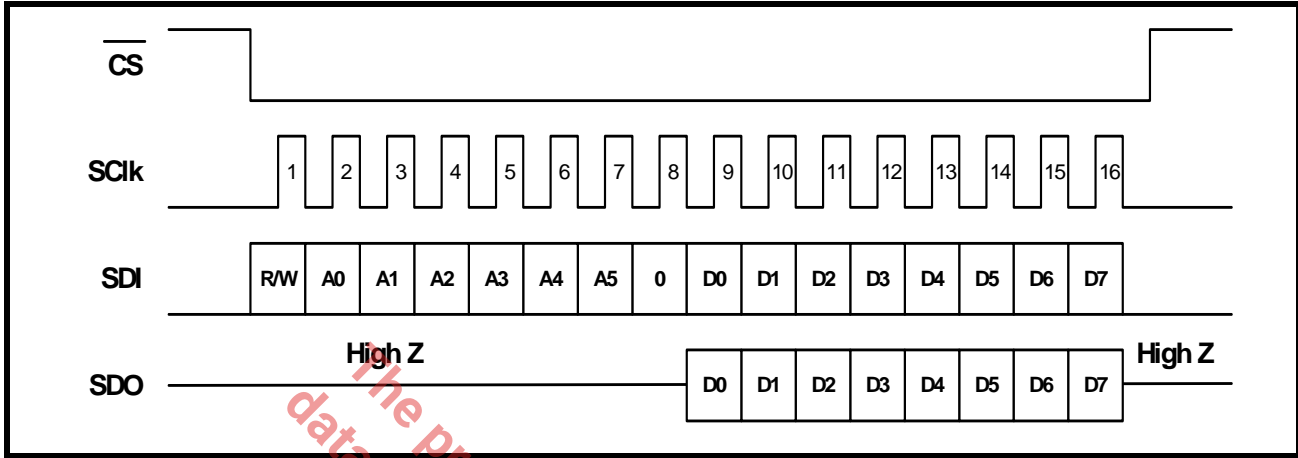 CS
SClk 1 2 3 4 5 6 7 8 9 10 11 12 13 14 15 16
SDI R/W A0 A1 A2 A3 A4 A5 0 D0 D1 D2 D3 D4 D5 D6 D7
High Z High Z
SDO D0 D1 D2 D3 D4 D5 D6 D7
The